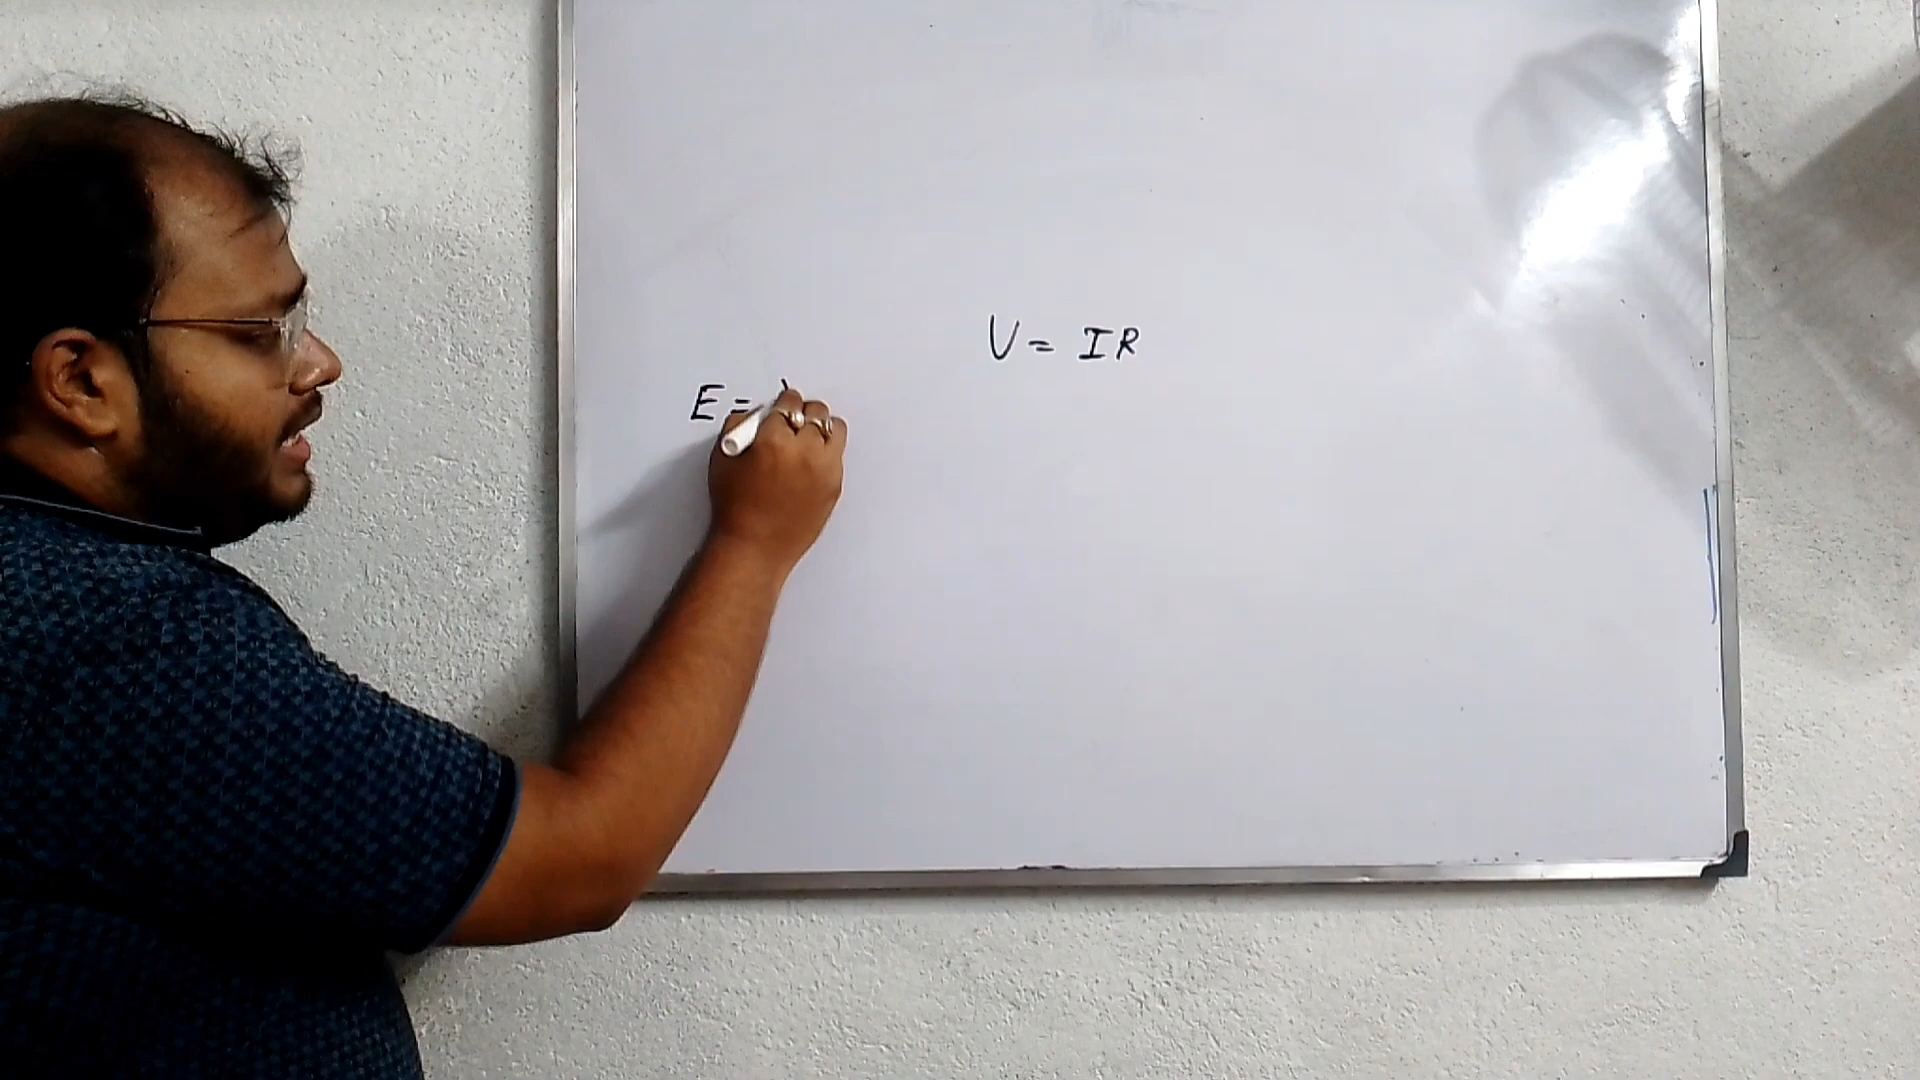 V = IR
E =